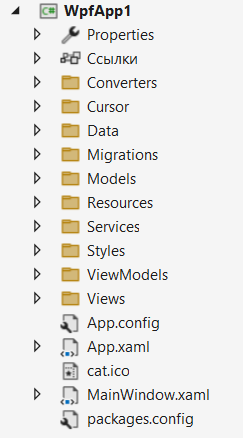 WpfApp1
Properties
Ссылки
Converters
Cursor
Data
Migrations
Models
Resources
Services
Styles
ViewModels
Views
App.config
App.xaml
cat.ico
MainWindow.xaml
packages.config